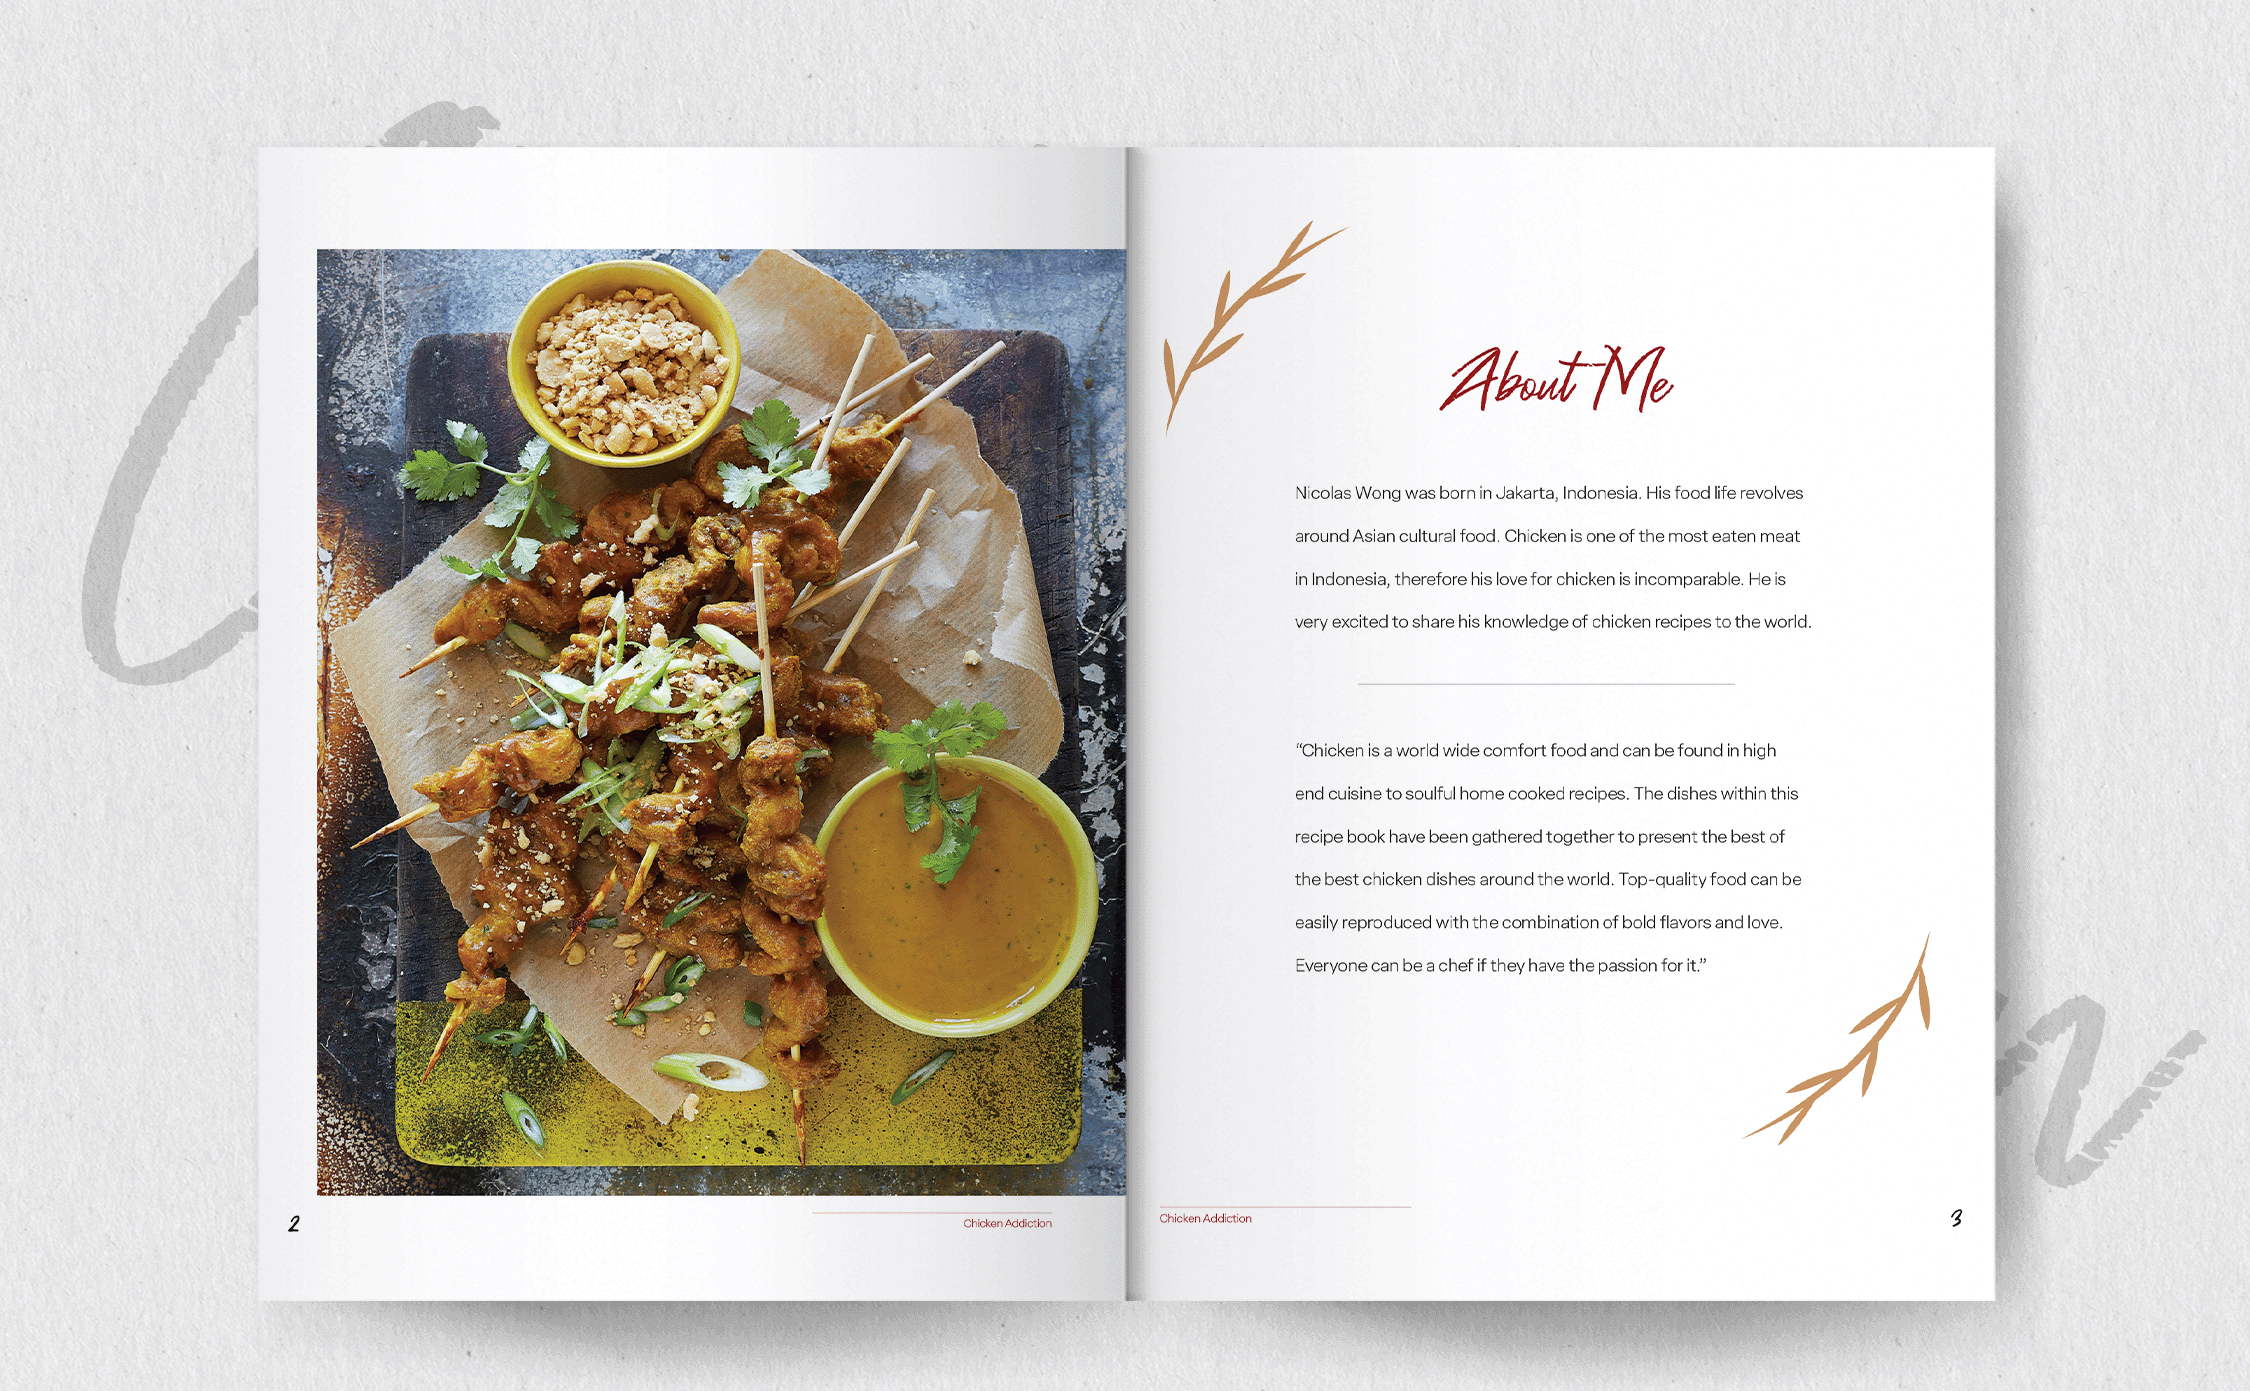 2
Chicken Addiction
About Me
Nicolas Wong was born in Jakarta, Indonesia. His food life revolves
around Asian cultural food. Chicken is one of the most eaten meat
in Indonesia, therefore his love for chicken is incomparable. He is
very excited to share his knowledge of chicken recipes to the world.
“Chicken is a world wide comfort food and can be found in high
end cuisine to soulful home cooked recipes. The dishes within this
recipe book have been gathered together to present the best of
the best chicken dishes around the world. Top-quality food can be
easily reproduced with the combination of bold flavors and love.
Everyone can be a chef if they have the passion for it.”
Chicken Addiction
3